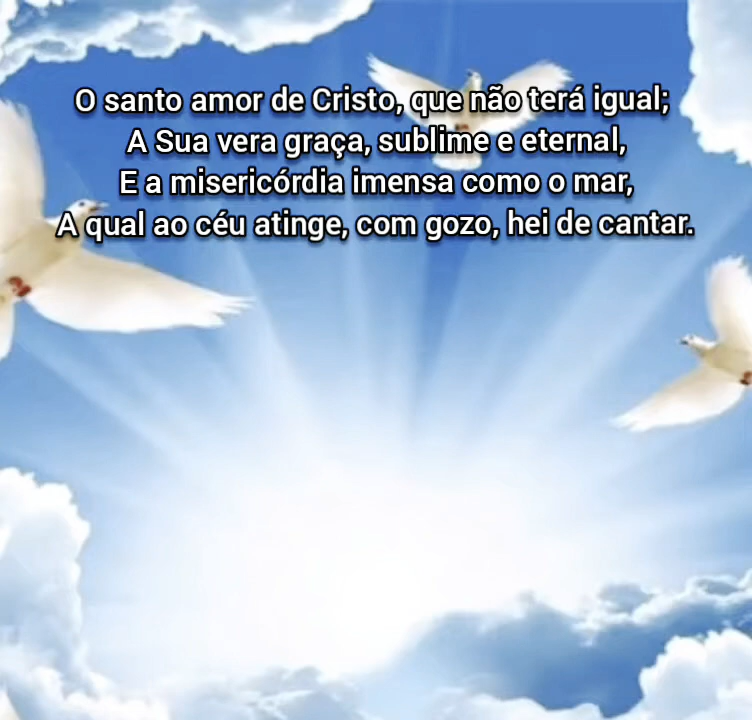 O santo amor de Cristo, que não terá igual;
A Sua vera graça, sublime e eternal,
E a misericórdia imensa como o mar,
A qual ao céu atinge, com gozo, hei de cantar.